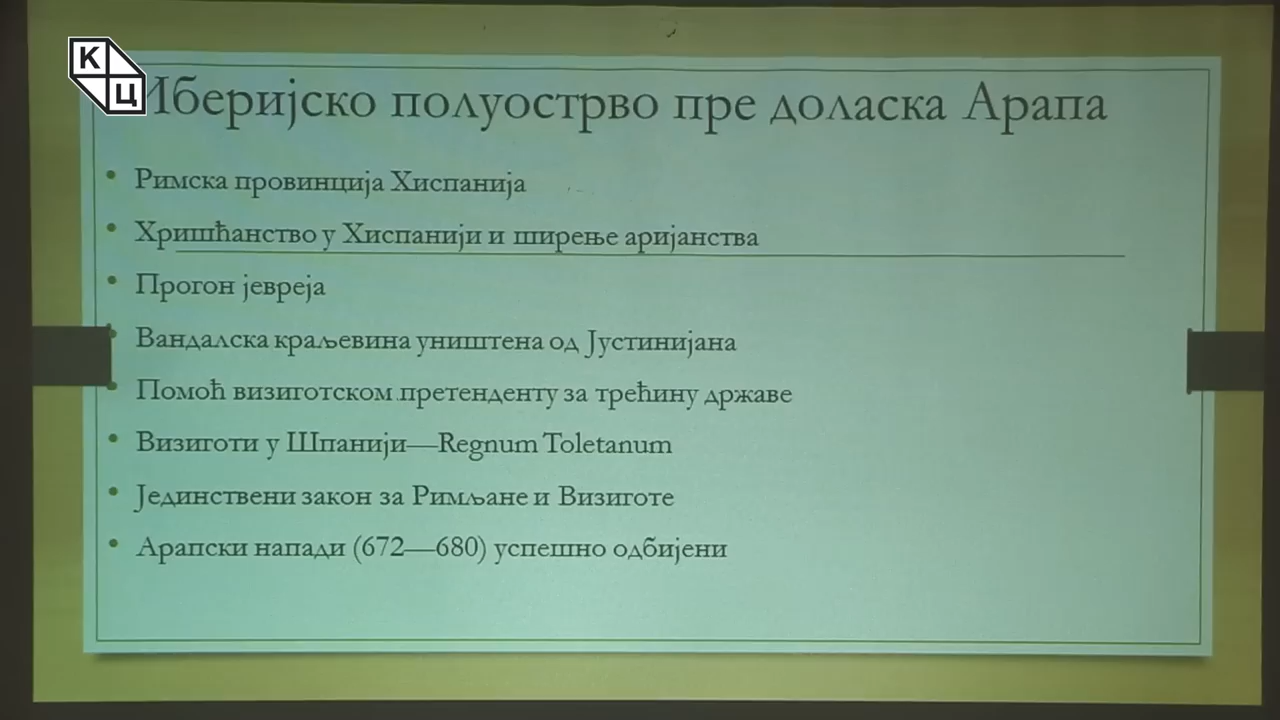 К
Ц
Иберијско полуострво пре доласка Арапа
• Римска провинција Хиспанија
• Хришћанство у Хиспанији и ширење аријанства
• Прогон јевреја
• Вандалска краљевина уништена од Јустинијана
• Помоћ визиготском претенденту за трећину државе
• Визиготи у Шпанији—Regnum Toletanum
• Јединствени закон за Римљане и Визиготе
• Арапски напади (672—680) успешно одбијени